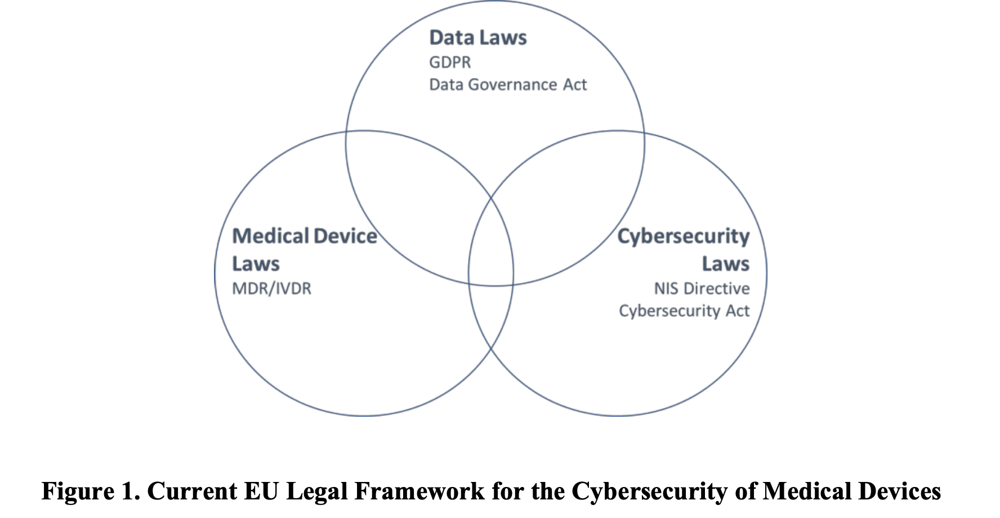 Data Laws
GDPR
Data Governance Act
Medical Device
Laws
MDR/IVDR
Cybersecurity
Laws
NIS Directive
Cybersecurity Act
Figure 1. Current EU Legal Framework for the Cybersecurity of Medical Devices